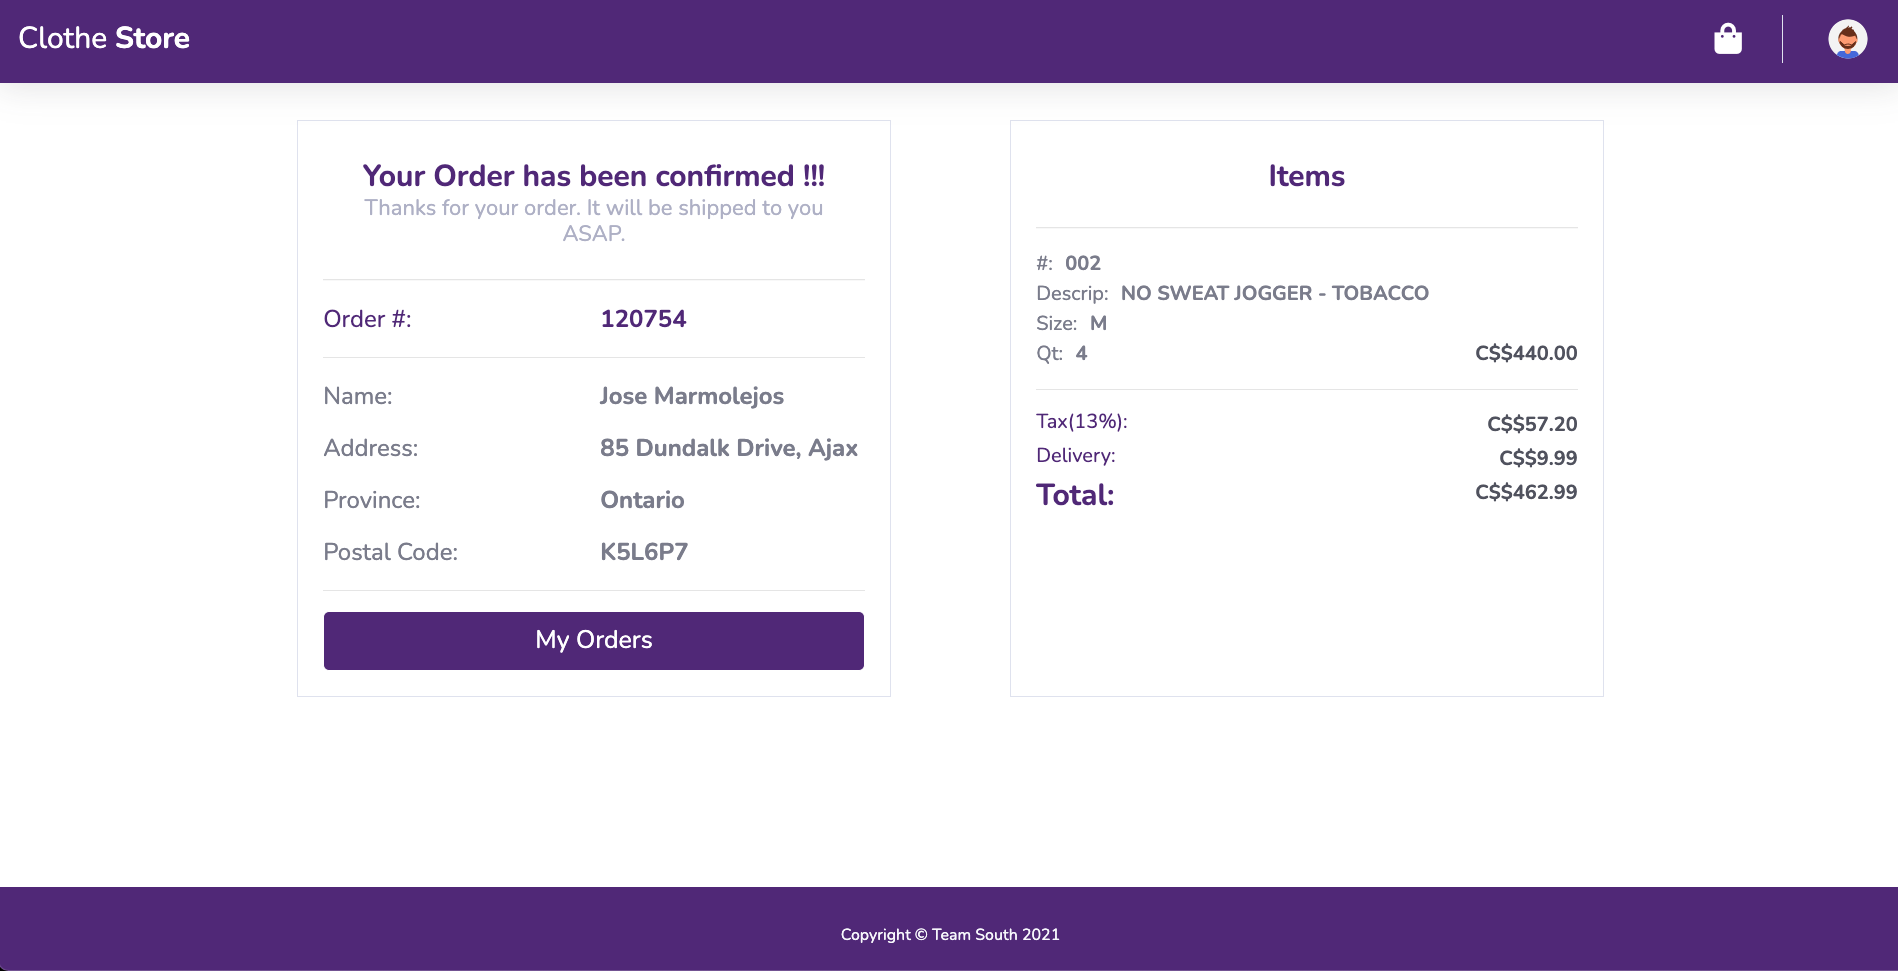 Clothe Store
Your Order has been confirmed !!!
Thanks for your order. It will be shipped to you
ASAP.
Order #: 120754
Name: Jose Marmolejos
Address: 85 Dundalk Drive, Ajax
Province: Ontario
Postal Code: K5L6P7
My Orders
Items
#: 002
Descrip: NO SWEAT JOGGER - TOBACCO
Size: M
Qt: 4 C$$440.00
Tax(13%): C$$57.20
Delivery: C$$9.99
Total: C$$462.99
Copyright © Team South 2021